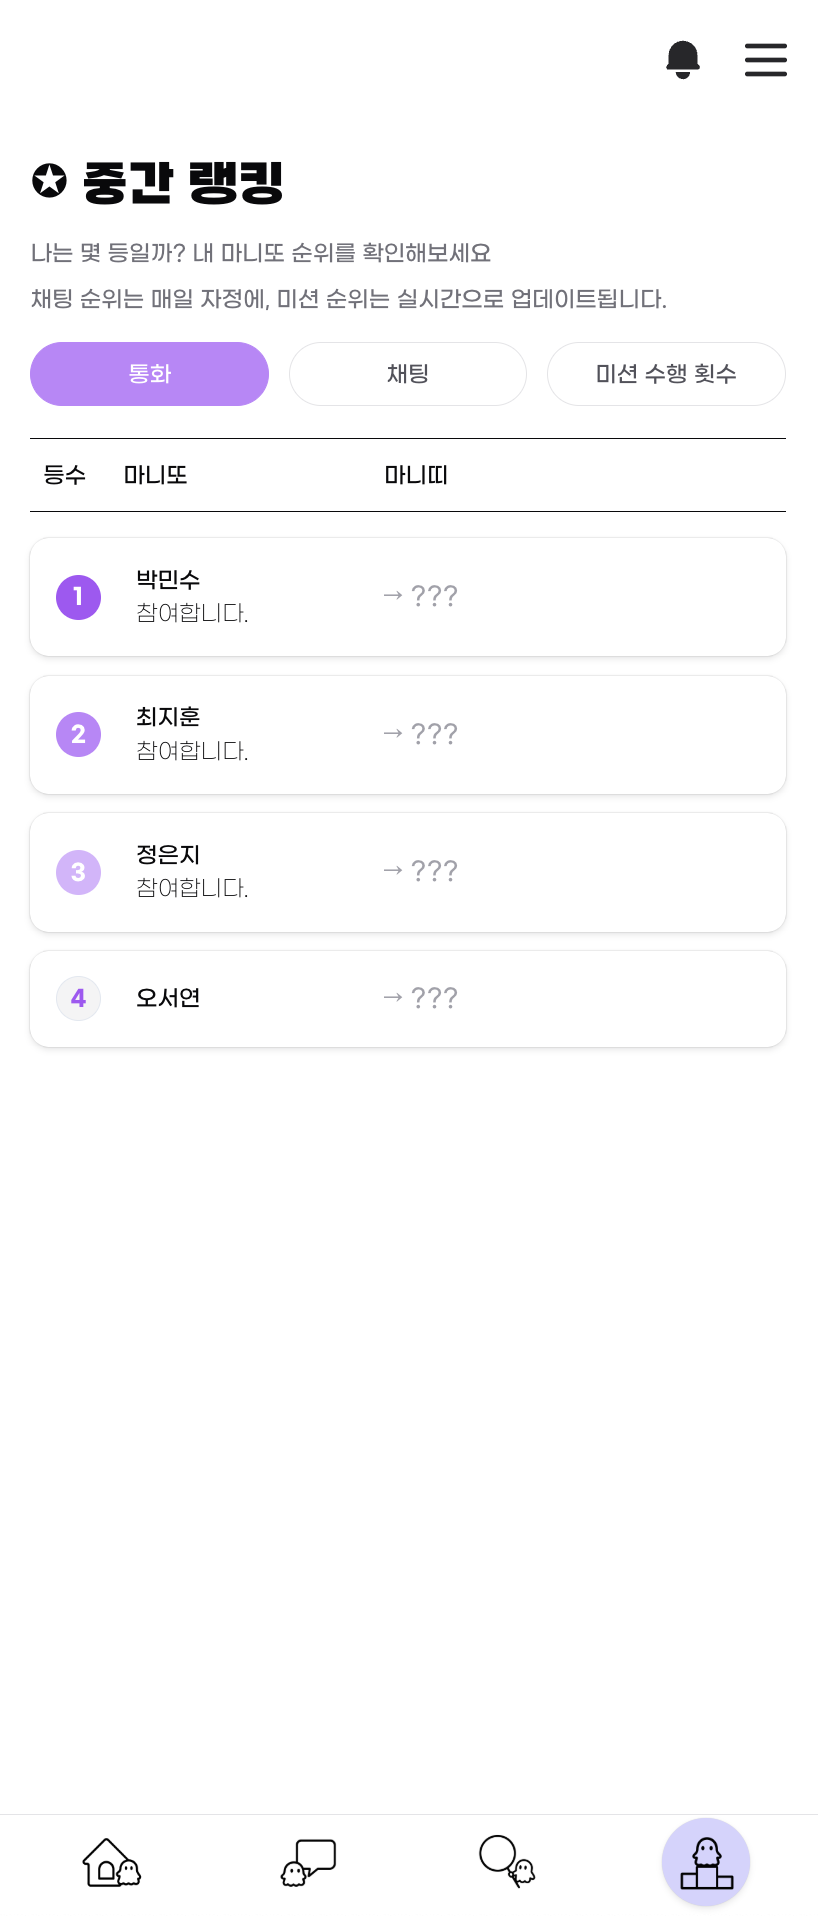 ✪ 중간 랭킹
나는 몇 등일까? 내 마니또 순위를 확인해보세요
채팅 순위는 매일 자정에, 미션 순위는 실시간으로 업데이트됩니다.
통화 채팅 미션 수행 횟수
등수 마니또 마니띠
1 박민수 → ???
참여합니다.
2 최지훈 → ???
참여합니다.
3 정은지 → ???
참여합니다.
4 오서연 → ???